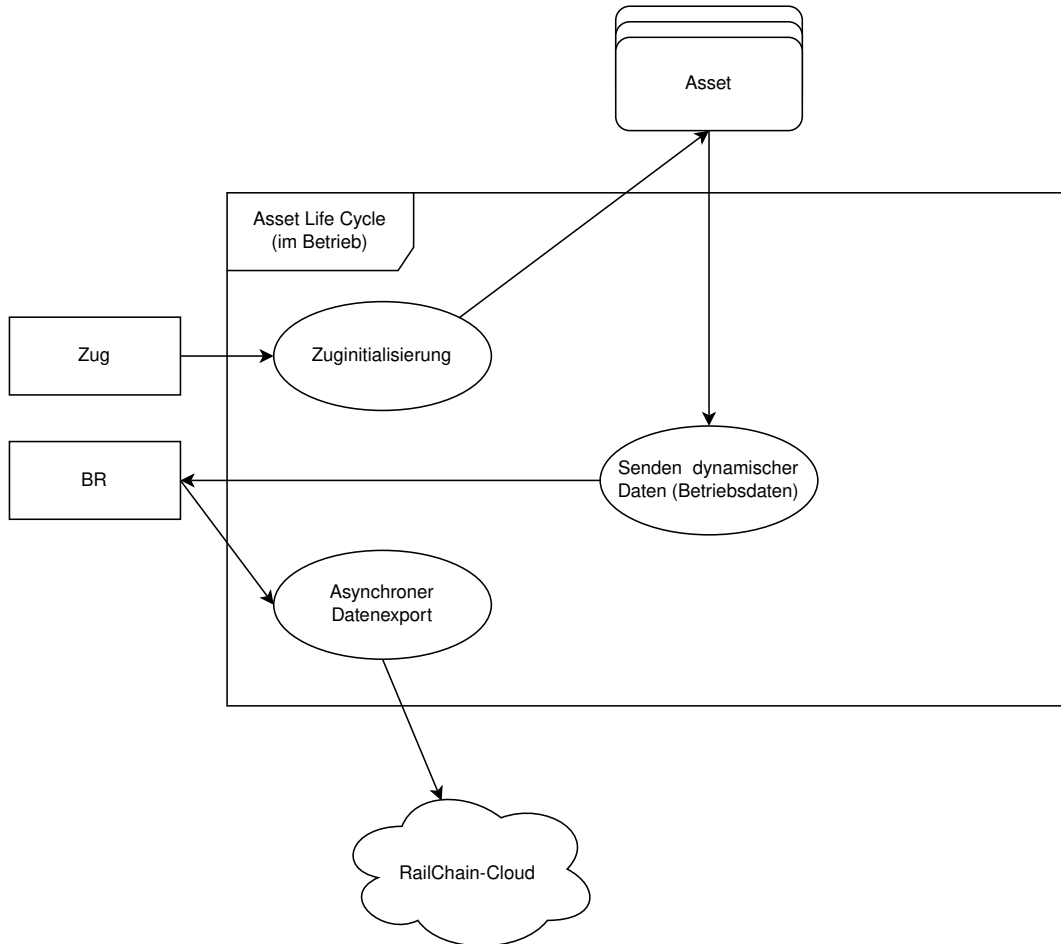 Asset
Asset Life Cycle
(im Betrieb)
Zug
Zuginitialisierung
BR
Senden dynamischer
Daten (Betriebsdaten)
Asynchroner
Datenexport
RailChain-Cloud